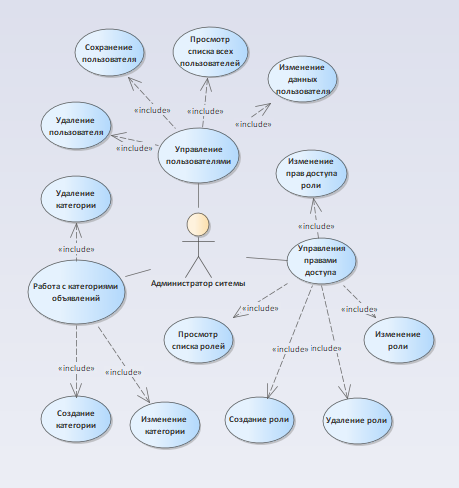 Сохранение
пользователя
Просмотр
списка всех
пользователей
Изменение
данных
пользователя
«include»
«include»
«include»
Удаление
пользователя
«include»
Управление
пользователями
Изменение
прав доступа
роли
Удаление
категории
«include»
«include»
Управления
правами
доступа
Работа с категориями
объявлений
Администратор ситемы
«include»
«include»
Просмотр
списка ролей
Изменение
роли
«include»
include»
«include»
«include»
Создание
категории
Изменение
категории
Создание роли
Удаление роли